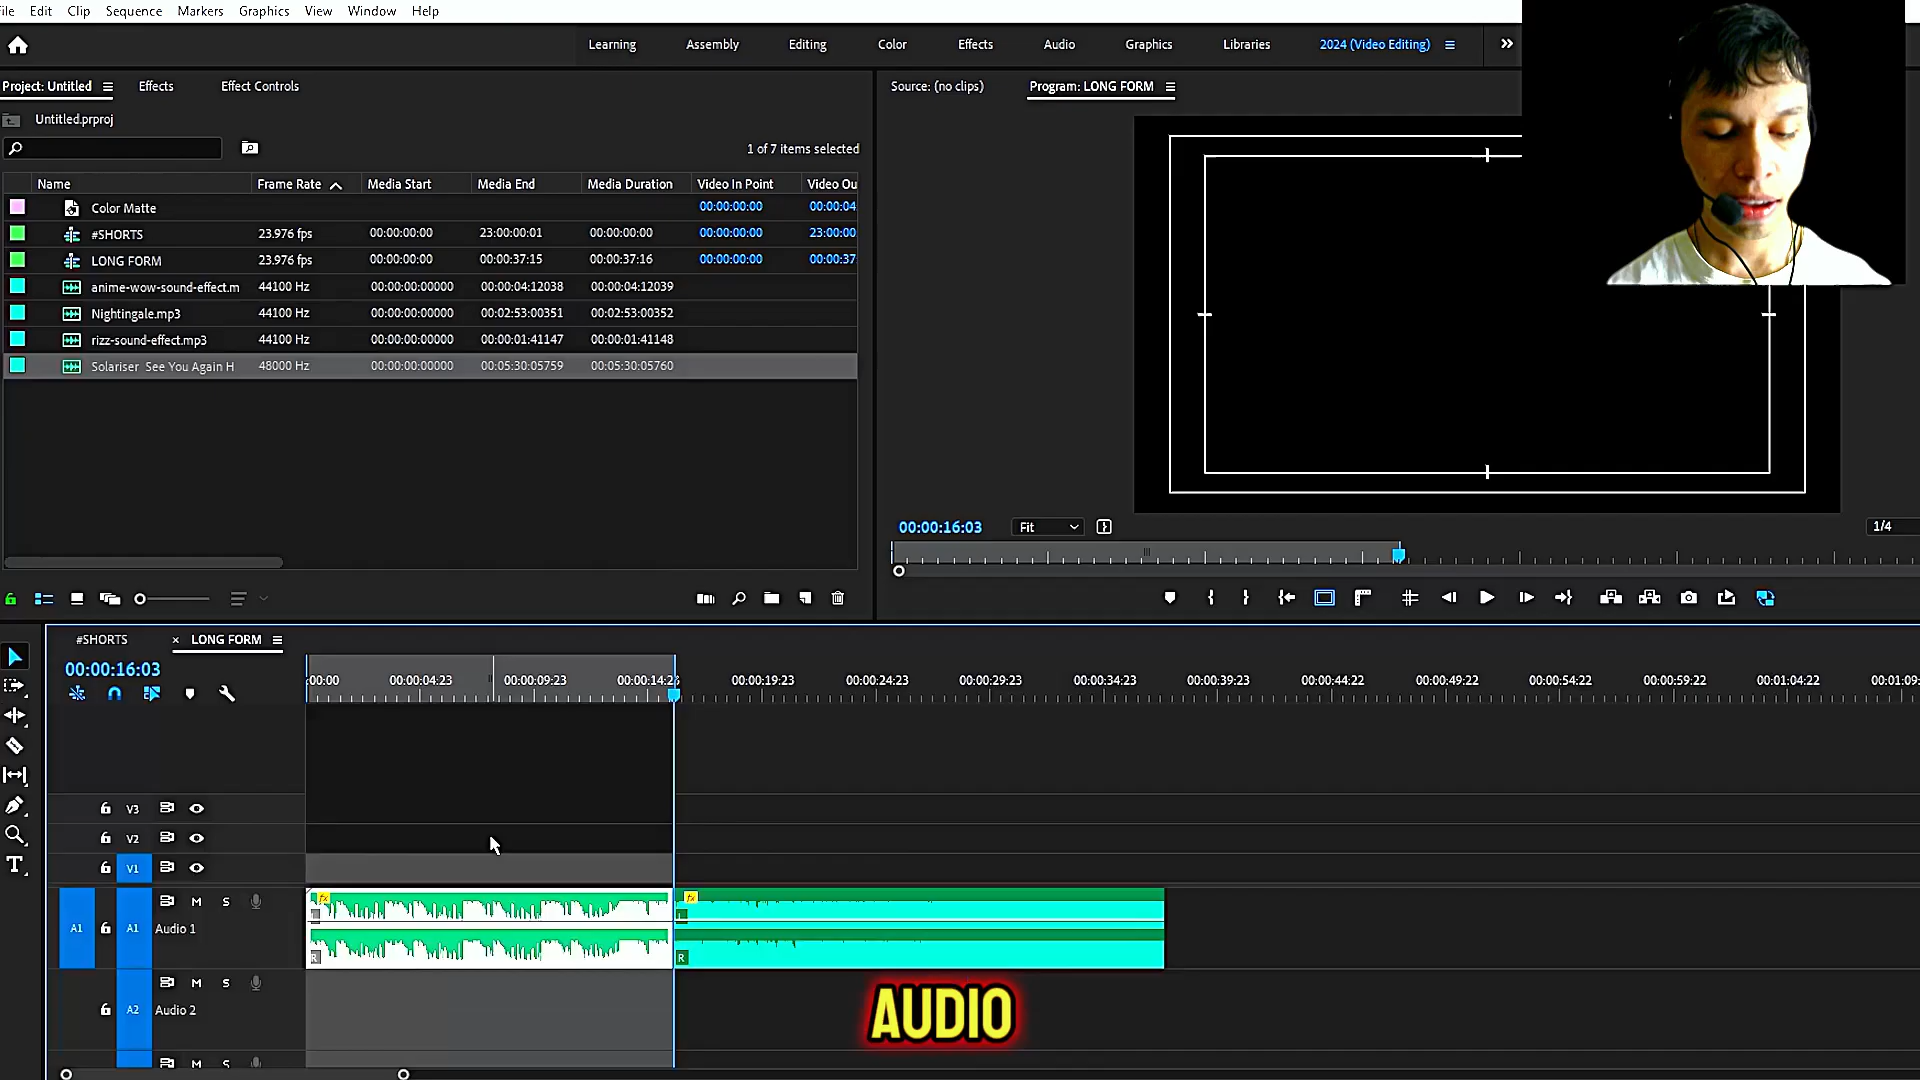 File Edit Clip Sequence Markers Graphics View Window Help
Learning Assembly Editing Color Effects Audio Graphics Libraries 2024 (Video Editing)
Project: Untitled Effects Effect Controls
Source: (no clips) Program: LONG FORM
Untitled.prproj
1 of 7 items selected
Name Frame Rate Media Start Media End Media Duration Video In Point Video Ou
Color Matte 00:00:00:00 00:00:04
#SHORTS 23.976 fps 00:00:00:00 23:00:00:01 00:00:00:00 00:00:00:00 23:00:00
LONG FORM 23.976 fps 00:00:00:00 00:00:37:15 00:00:37:16 00:00:00:00 00:00:37
anime-wow-sound-effect.m 44100 Hz 00:00:00:00000 00:00:04:12038 00:00:04:12039
Nightingale.mp3 44100 Hz 00:00:00:00000 00:02:53:00351 00:02:53:00352
rizz-sound-effect.mp3 44100 Hz 00:00:00:00000 00:00:01:41147 00:00:01:41148
Solariser See You Again H 48000 Hz 00:00:00:00000 00:05:30:05759 00:05:30:05760
00:00:16:03 Fit 1/4
#SHORTS × LONG FORM
00:00:16:03
:00:00 00:00:04:23 00:00:09:23 00:00:14:23 00:00:19:23 00:00:24:23 00:00:29:23 00:00:34:23 00:00:39:23 00:00:44:22 00:00:49:22 00:00:54:22 00:00:59:22 00:01:04:22 00:01:09:
V3
V2
V1
M S fx fx
L
A1 A1 Audio 1
R R
M S
A2 Audio 2
M S
AUDIO